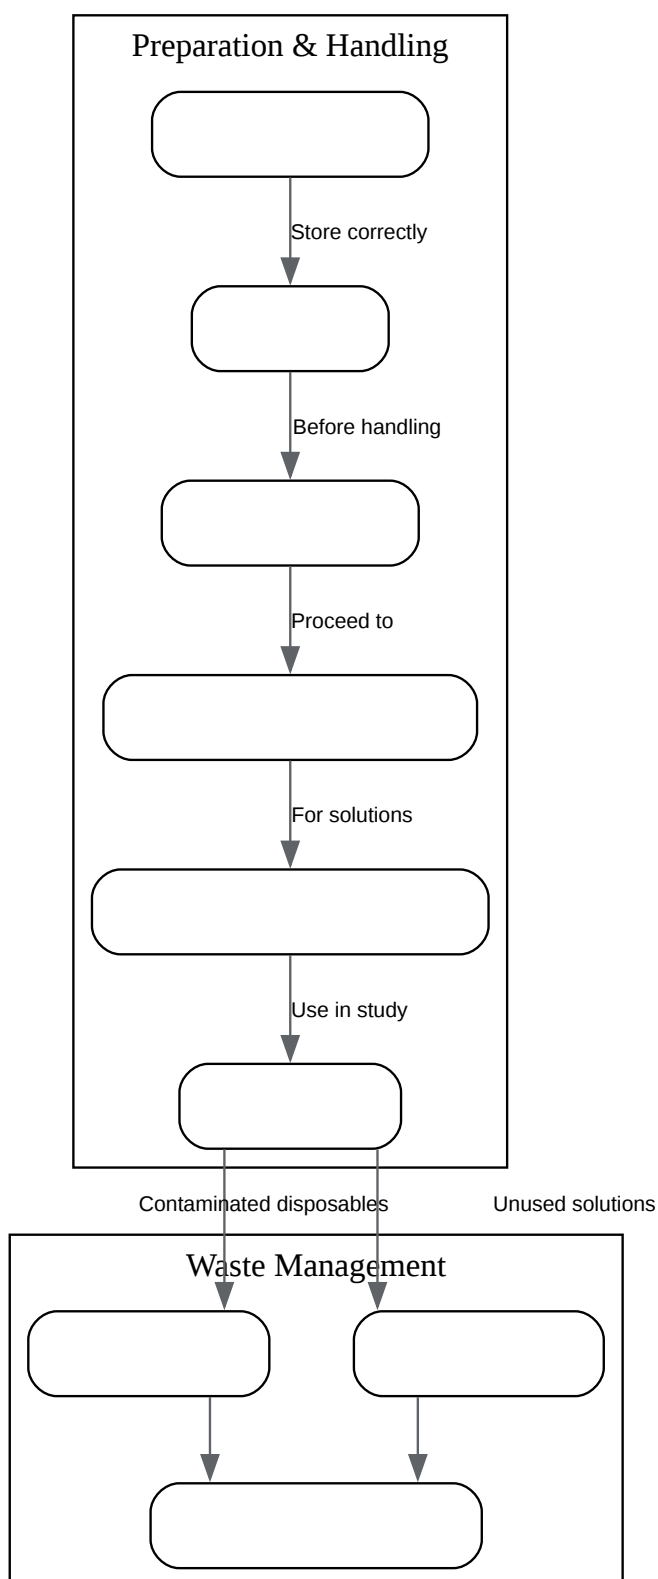 Preparation & Handling
Store correctly
Before handling
Proceed to
For solutions
Use in study
Contaminated disposables
Unused solutions
Waste Management